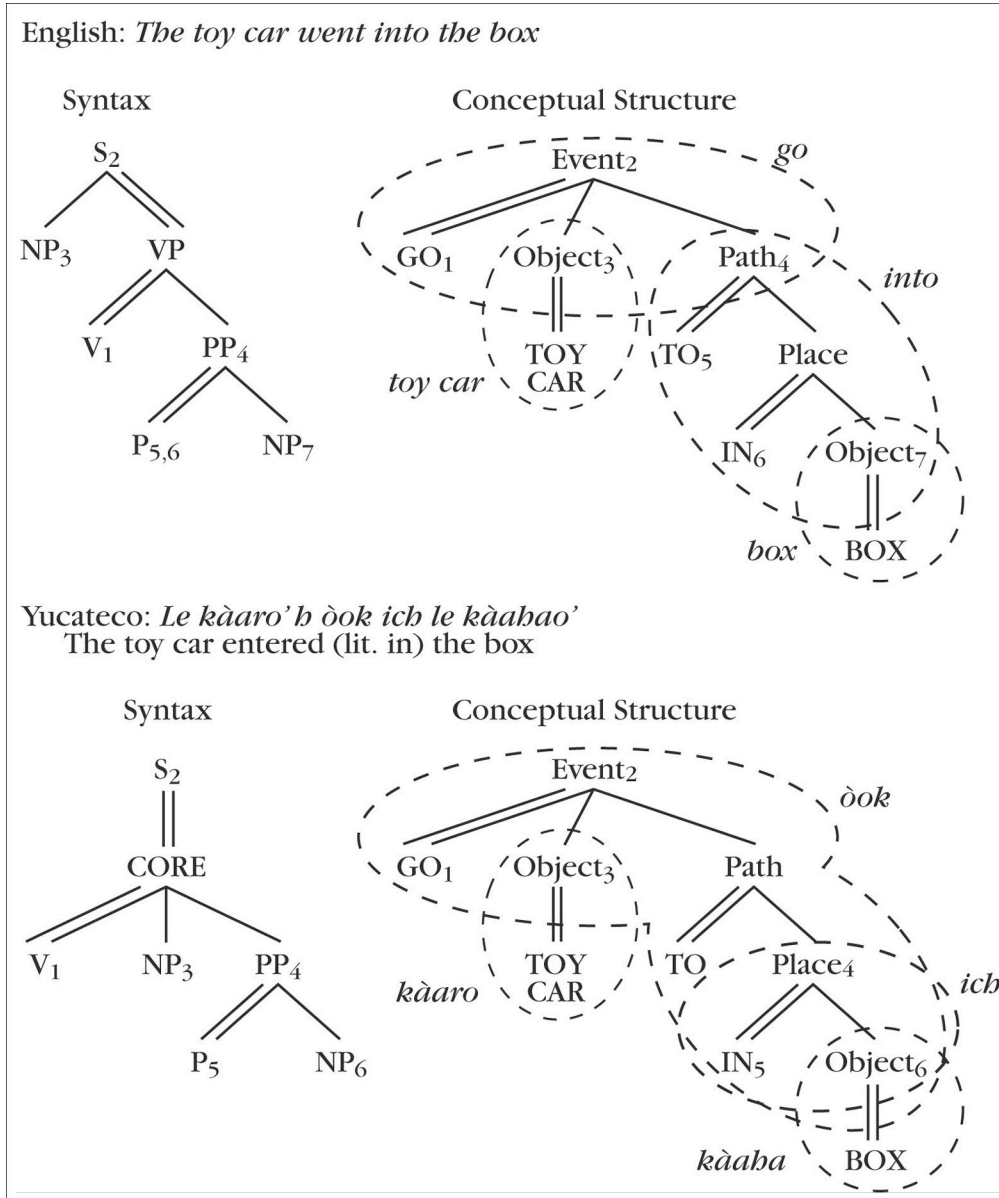 English: The toy car went into the box
Syntax Conceptual Structure
S2 Event2 go
NP3 VP GO1 Object3 Path4
into
V1 PP4 TOY TO5 Place
toy car CAR
P5,6 NP7 IN6 Object7
box BOX
Yucateco: Le kàaro’ h òok ich le kàahao’
The toy car entered (lit. in) the box
Syntax Conceptual Structure
S2 Event2
òok
CORE GO1 Object3 Path
V1 NP3 PP4 TOY TO Place4
kàaro CAR ich
P5 NP6 IN5 Object6
kàaha BOX